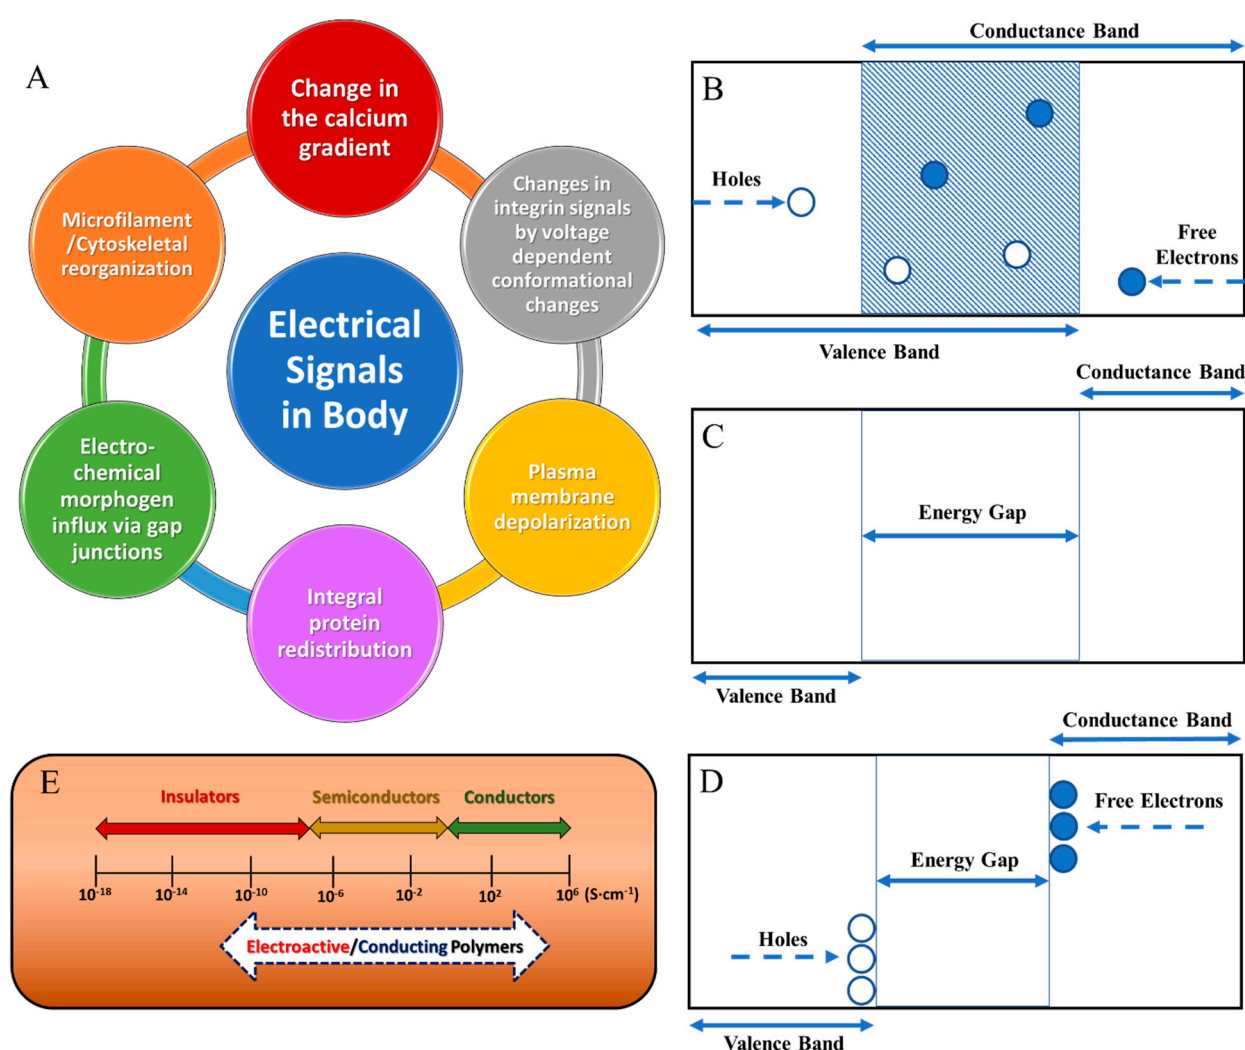 A
Change in
the calcium
gradient
Changes in
integrin signals
by voltage
dependent
conformational
changes
Microfilament
/Cytoskeletal
reorganization
Electrical
Signals
in Body
Electro-
chemical
morphogen
influx via gap
junctions
Plasma
membrane
depolarization
Integral
protein
redistribution
Conductance Band
B
Holes
Free
Electrons
Valence Band
Conductance Band
C
Energy Gap
Valence Band
Conductance Band
D
Free Electrons
Energy Gap
Holes
Valence Band
E
Insulators Semiconductors Conductors
10⁻¹⁸ 10⁻¹⁴ 10⁻¹⁰ 10⁻⁶ 10⁻² 10² 10⁶ (S·cm⁻¹)
Electroactive/Conducting Polymers